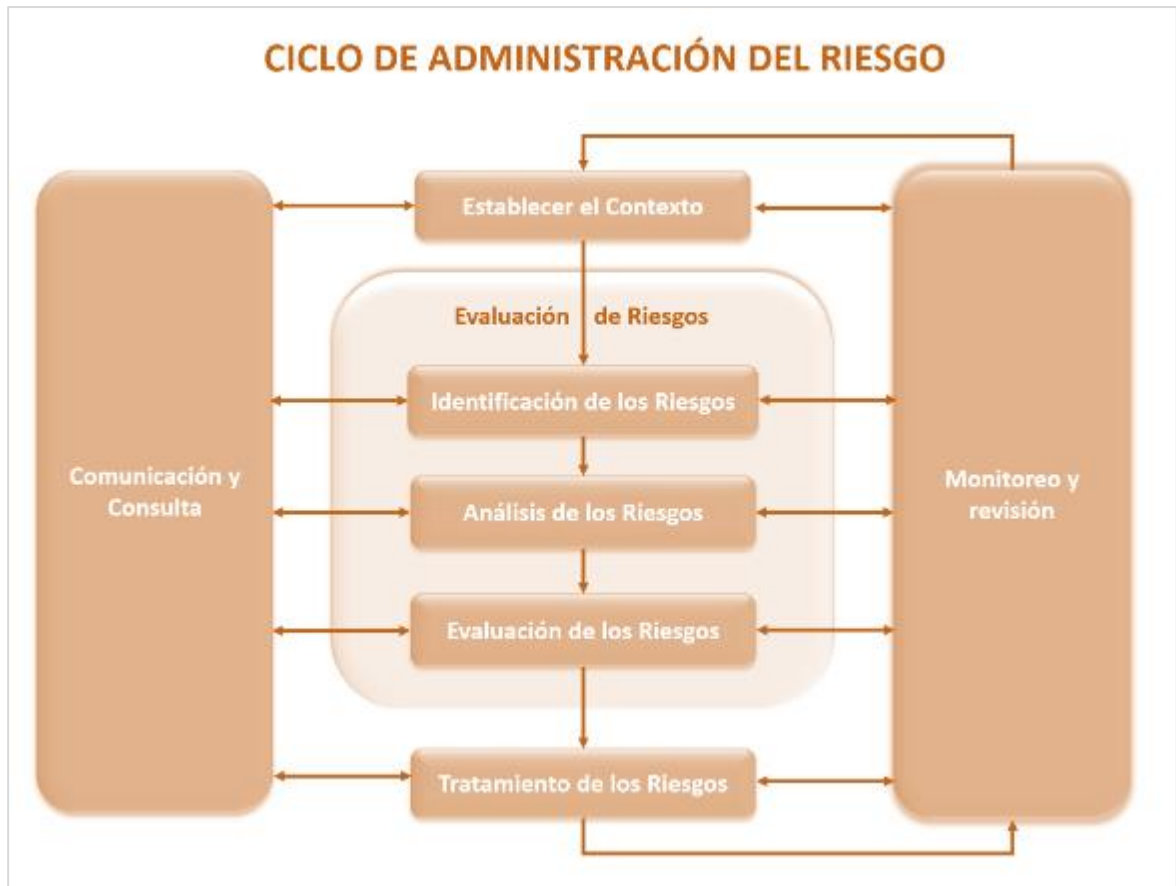 CICLO DE ADMINISTRACIÓN DEL RIESGO
Establecer el Contexto
Evaluación de Riesgos
Identificación de los Riesgos
Comunicación y
Consulta
Análisis de los Riesgos
Monitoreo y
revisión
Evaluación de los Riesgos
Tratamiento de los Riesgos